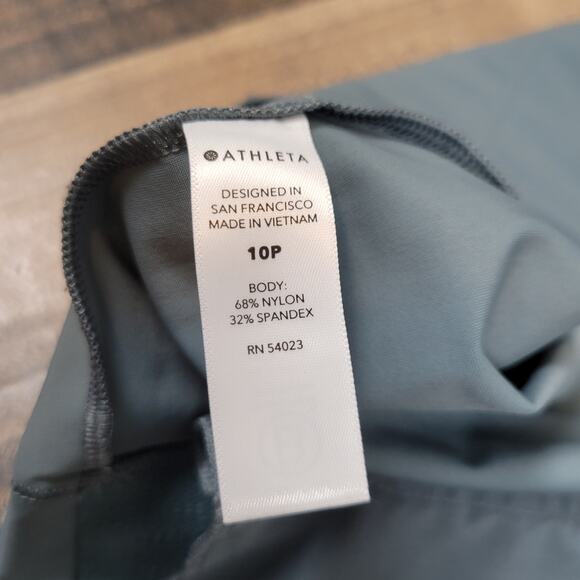 ATHLETA
DESIGNED IN
SAN FRANCISCO
MADE IN VIETNAM
10P
BODY:
68% NYLON
32% SPANDEX
RN 54023